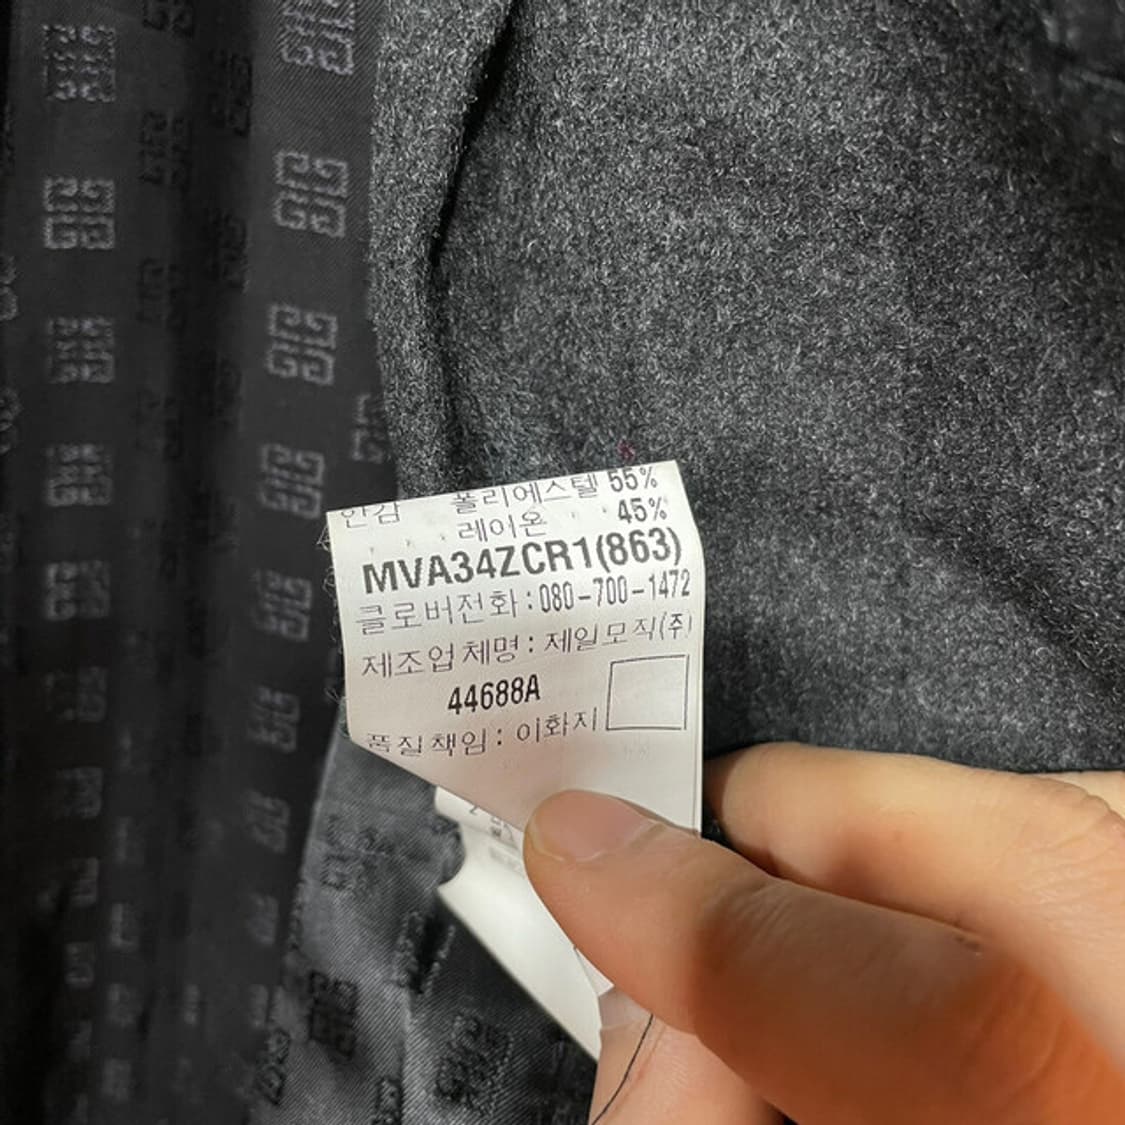 안감 폴리에스텔 55%
레이온 45%
MVA34ZCR1(863)
클로버전화 : 080-700-1472
제조업체명 : 제일모직(주)
44688A
품질책임 : 이화지